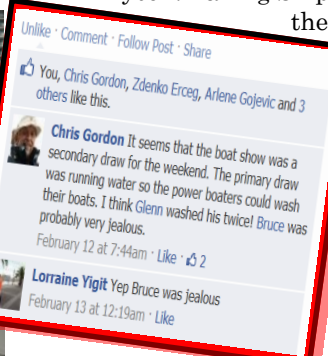 the
Unlike · Comment · Follow Post · Share
You, Chris Gordon, Zdenko Erceg, Arlene Gojevic and 3
others like this.
Chris Gordon It seems that the boat show was a
secondary draw for the weekend. The primary draw
was running water so the power boaters could wash
their boats. I think Glenn washed his twice! Bruce was
probably very jealous.
February 12 at 7:44am · Like · 2
Lorraine Yigit Yep Bruce was jealous
February 13 at 12:19am · Like